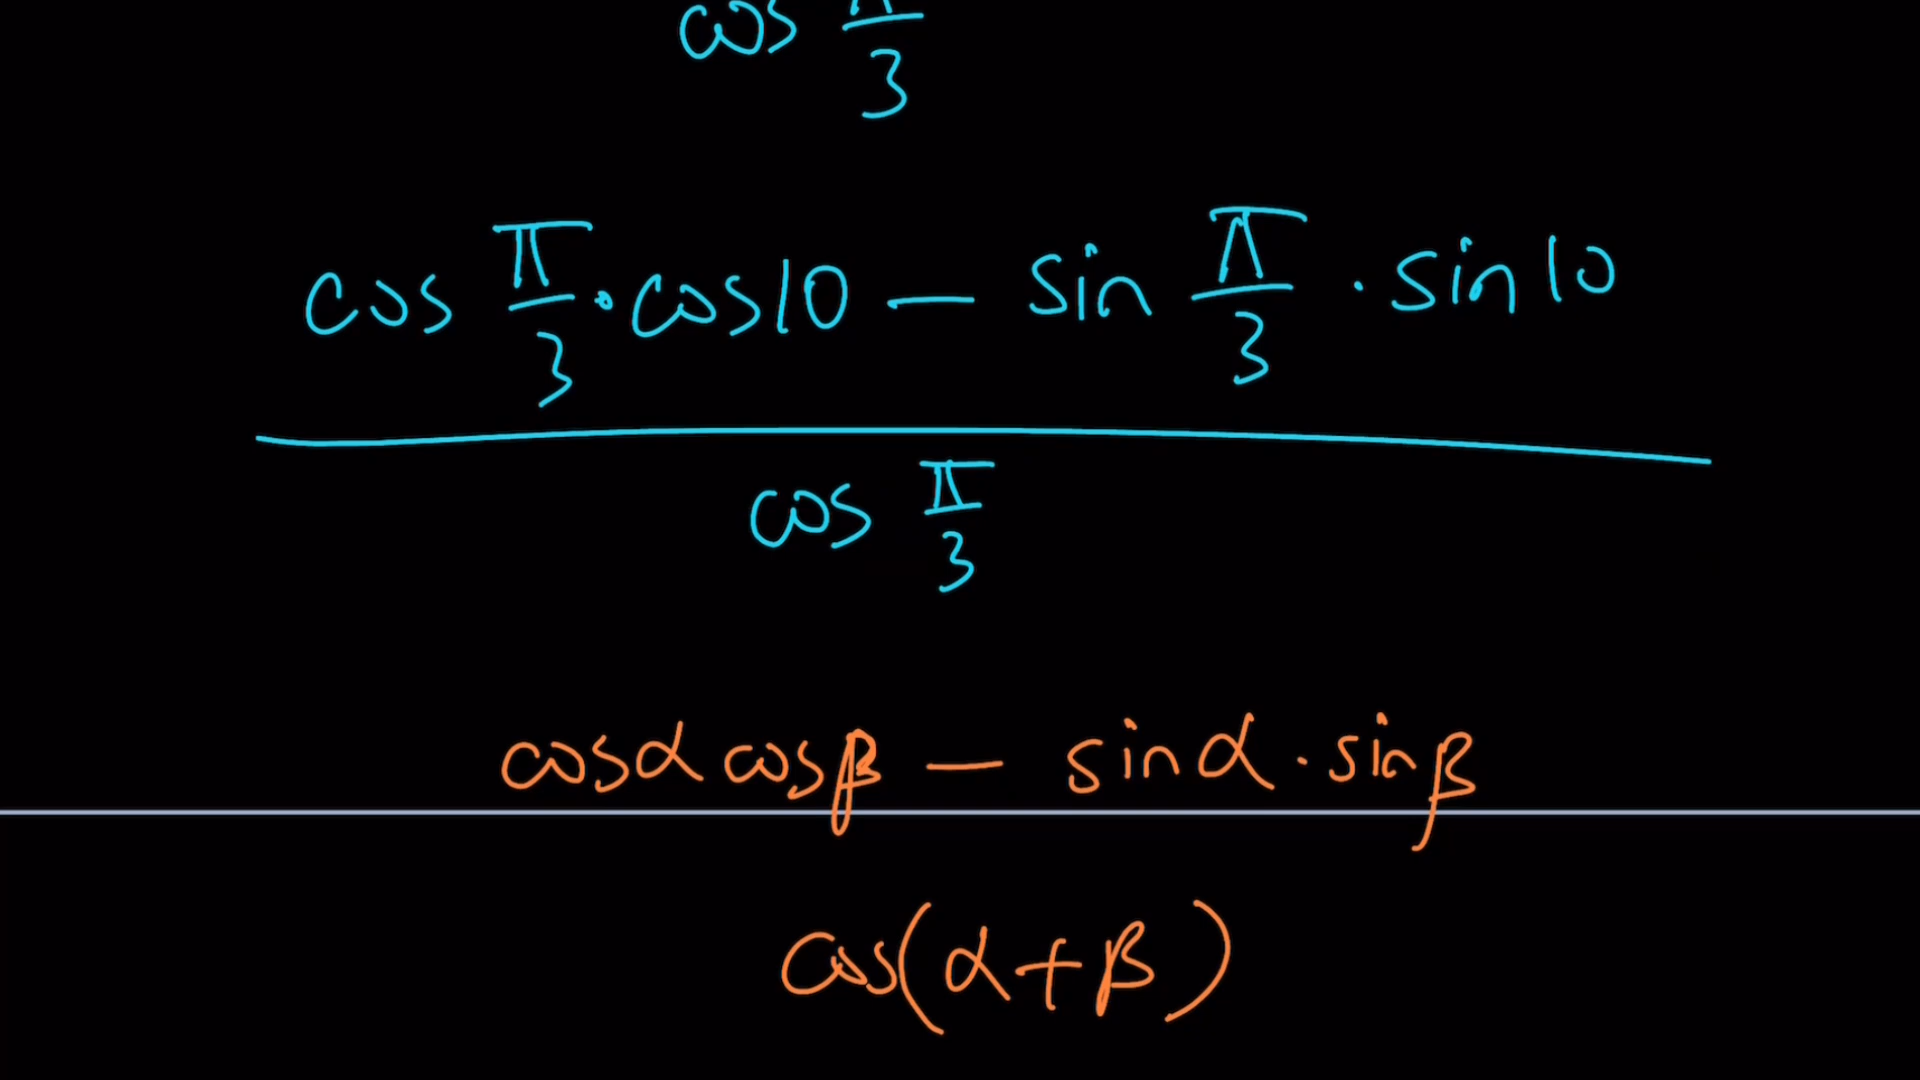 cos π/3
cos π/3 · cos10 — sin π/3 · sin10
cos π/3
cosα cosβ — sinα · sinβ
cos(α+β)